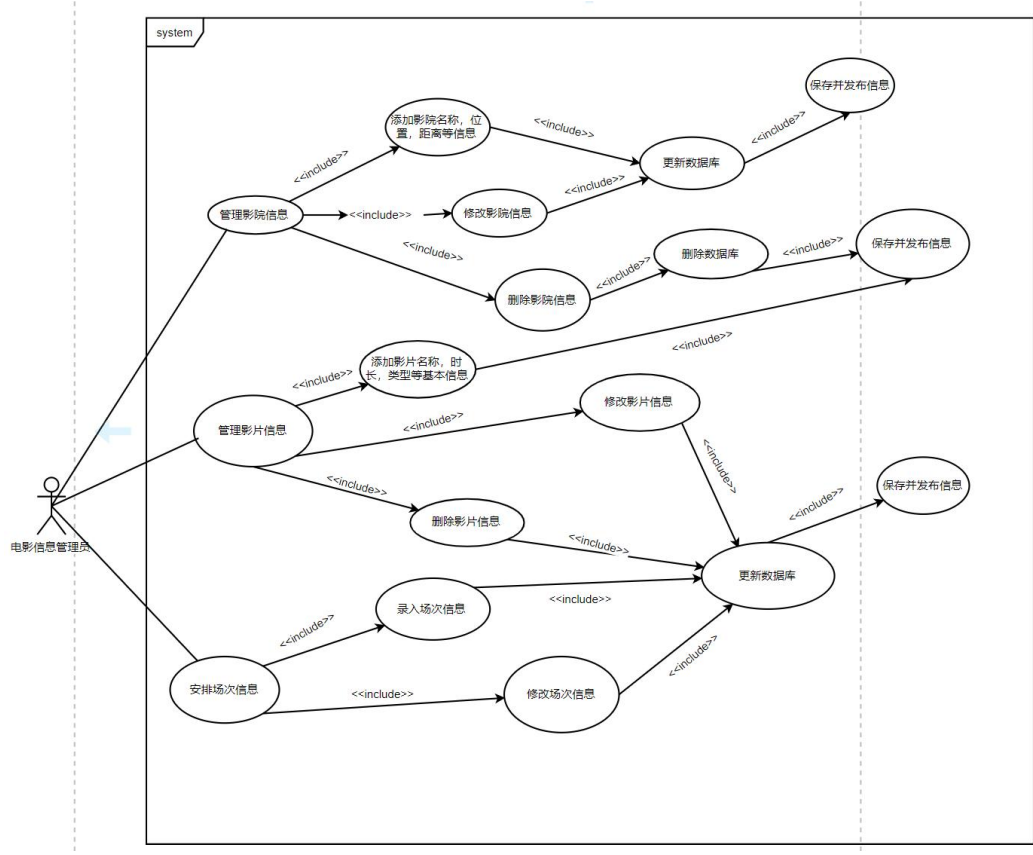 system
保存并发布信息
添加影院名称，位
置，距离等信息
<<include>>
<<include>>
更新数据库
<<include>>
<<include>>
管理影院信息
<<include>>
修改影院信息
<<include>>
删除数据库
<<include>>
保存并发布信息
<<include>>
删除影院信息
<<include>>
添加影片名称，时
长，类型等基本信息
<<include>>
<<include>>
管理影片信息
<<include>>
修改影片信息
<<include>>
<<include>>
删除影片信息
<<include>>
<<include>>
保存并发布信息
电影信息管理员
更新数据库
录入场次信息
<<include>>
<<include>>
安排场次信息
<<include>>
修改场次信息
<<include>>